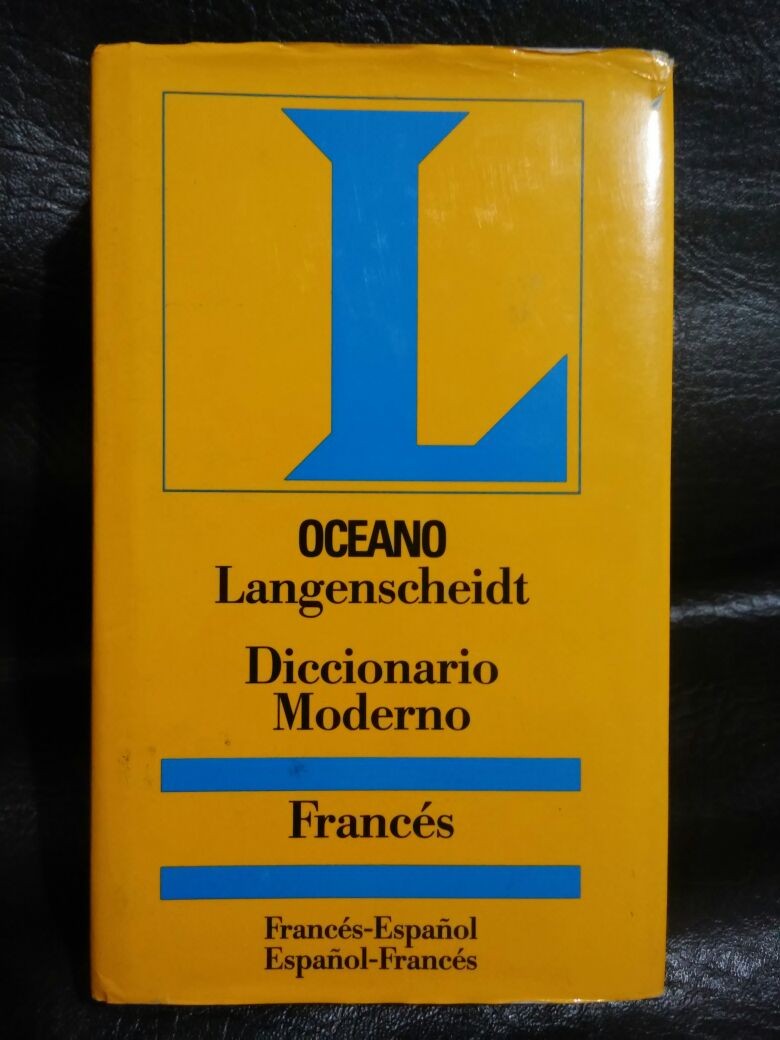 L
OCEANO
Langenscheidt
Diccionario
Moderno
Francés
Francés-Español
Español-Francés